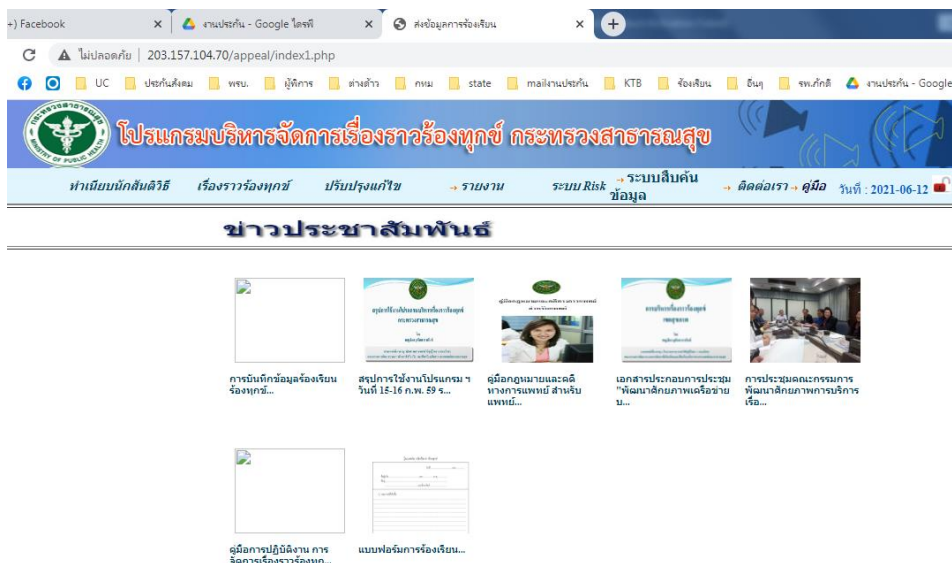 +) Facebook
งานประกัน - Google ไดรฟ์
ส่งข้อมูลการร้องเรียน
ไม่ปลอดภัย | 203.157.104.70/appeal/index1.php
UC ประกันสังคม พรบ. ผู้พิการ ต่างด้าว กทม state mailงานประกัน KTB ร้องเรียน อื่นๆ รพ.ภักดี งานประกัน - Google
โปรแกรมบริหารจัดการเรื่องราวร้องทุกข์ กระทรวงสาธารณสุข
ทำเนียบนักสันติวิธี เรื่องราวร้องทุกข์ ปรับปรุงแก้ไข รายงาน ระบบ Risk ระบบสืบค้น
ข้อมูล ติดต่อเรา คู่มือ วันที่ : 2021-06-12
ข่าวประชาสัมพันธ์
การบันทึกข้อมูลร้องเรียน
ร้องทุกข์...
สรุปการใช้งานโปรแกรม ฯ
วันที่ 15-16 ก.พ. 59 ร...
คู่มือกฎหมายและคดี
ทางการแพทย์ สำหรับ
แพทย์...
เอกสารประกอบการประชุม
"พัฒนาศักยภาพเครือข่าย
บ...
การประชุมคณะกรรมการ
พัฒนาศักยภาพการบริการ
เรื่อ...
คู่มือการปฏิบัติงาน การ
จัดการเรื่องราวร้องทุก...
แบบฟอร์มการร้องเรียน...